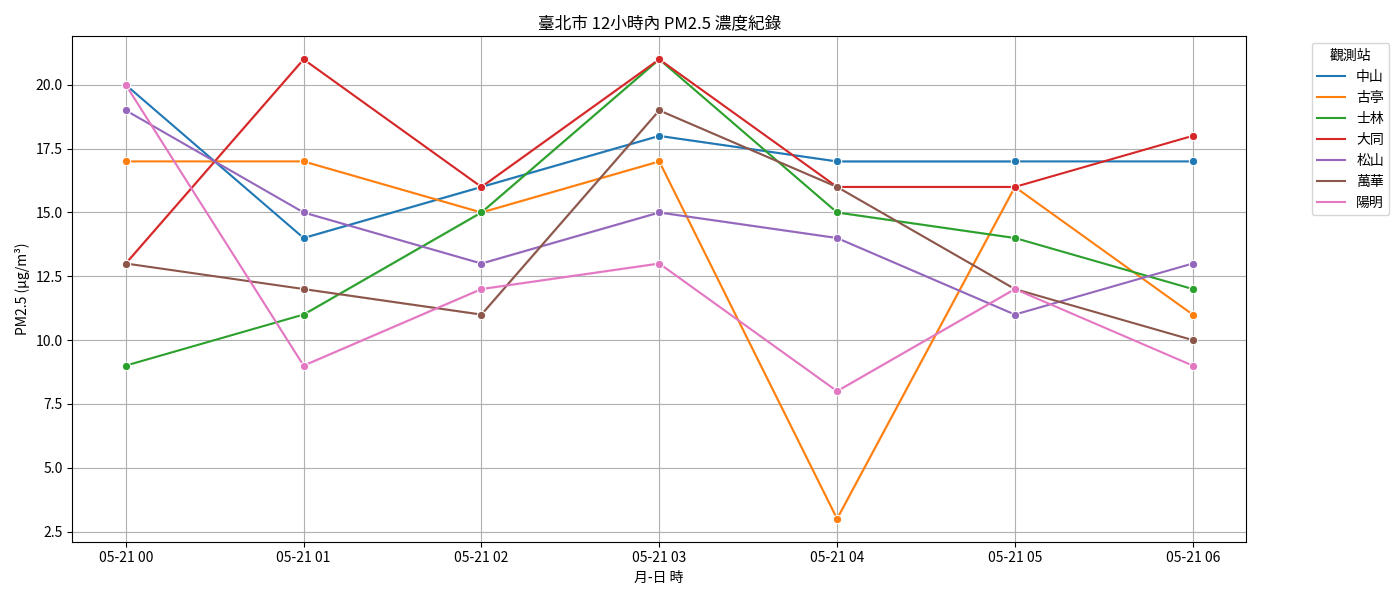 臺北市 12小時內 PM2.5 濃度紀錄
PM2.5 (μg/m³)
20.0
17.5
15.0
12.5
10.0
7.5
5.0
2.5
05-21 00
05-21 01
05-21 02
05-21 03
05-21 04
05-21 05
05-21 06
月-日 時
觀測站
中山
古亭
士林
大同
松山
萬華
陽明